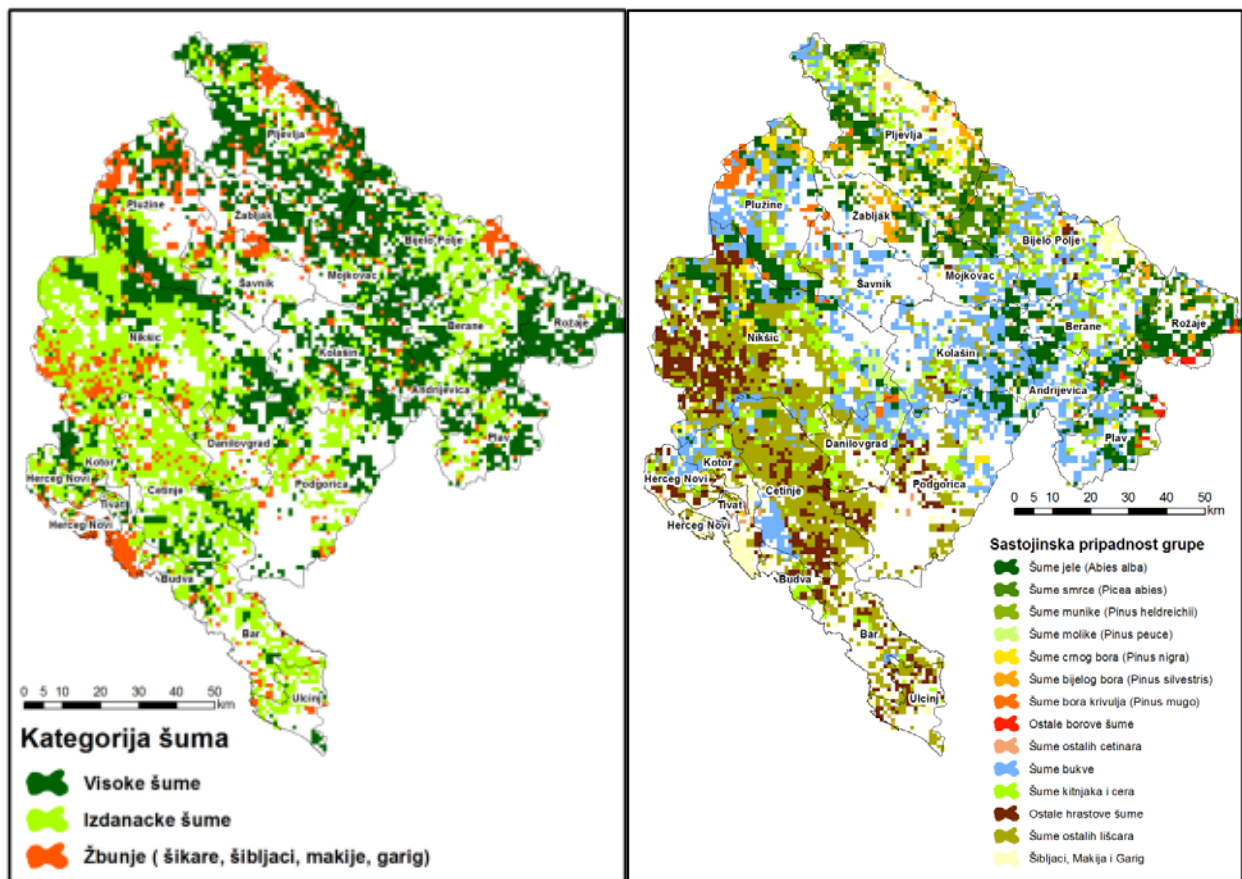 Pljevlja
Plužine
Žabljak
Bijelo Polje
Mojkovac
Šavnik
Rožaje
Berane
Nikšic
Kolašin
Andrijevica
Plav
Danilovgrad
Kotor
Herceg Novi
Cetinje
Podgorica
Tivat
Herceg Novi
Budva
Bar
Ulcinj
0 5 10 20 30 40 50
km
Kategorija šuma
Visoke šume
Izdanacke šume
Žbunje ( šikare, šibljaci, makije, garig)
Pljevlja
Plužine
Žabljak
Bijelo Polje
Mojkovac
Šavnik
Rožaje
Berane
Nikšic
Kolašin
Andrijevica
Plav
Danilovgrad
Kotor
Herceg Novi
Cetinje
Podgorica
Tivat
Herceg Novi
Budva
Bar
Ulcinj
0 5 10 20 30 40 50
km
Sastojinska pripadnost grupe
Šume jele (Abies alba)
Šume smrce (Picea abies)
Šume munike (Pinus heldreichii)
Šume molike (Pinus peuce)
Šume crnog bora (Pinus nigra)
Šume bijelog bora (Pinus silvestris)
Šume bora krivulja (Pinus mugo)
Ostale borove šume
Šume ostalih cetinara
Šume bukve
Šume kitnjaka i cera
Ostale hrastove šume
Šume ostalih lišcara
Šibljaci, Makija i Garig